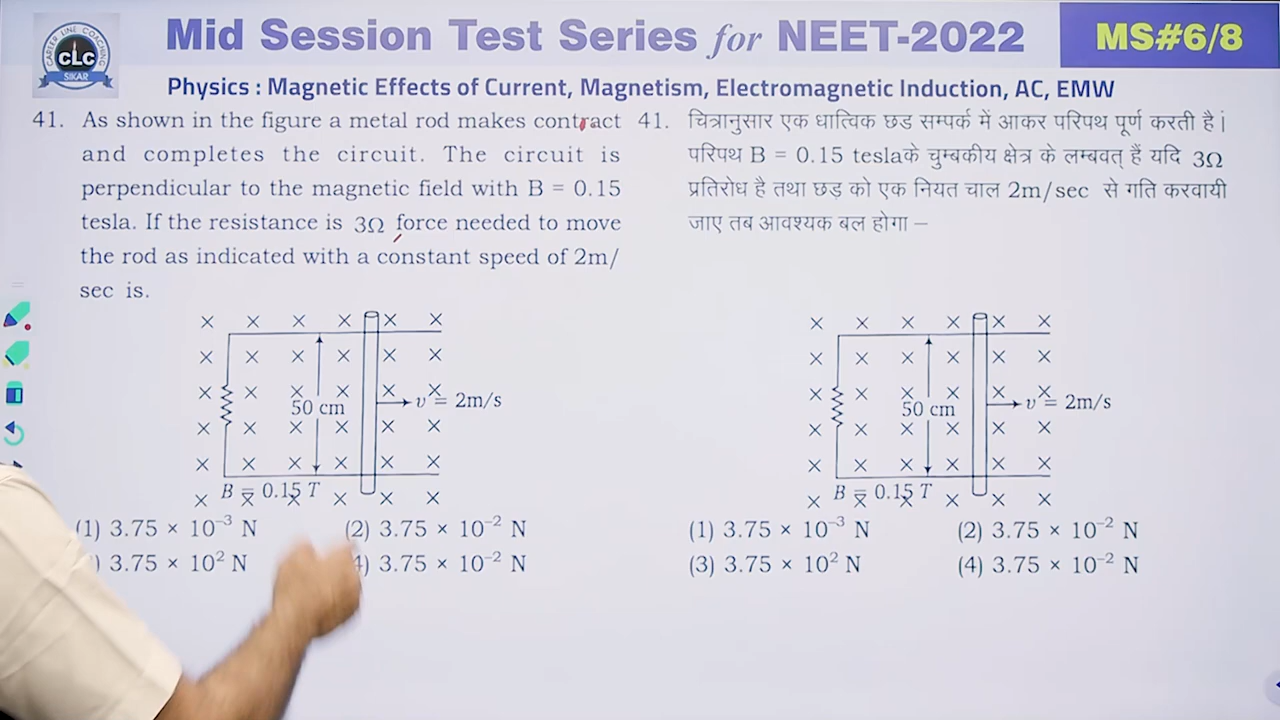 CAREER LINE COACHING
CLC
SIKAR
Mid Session Test Series for NEET-2022
MS#6/8
Physics : Magnetic Effects of Current, Magnetism, Electromagnetic Induction, AC, EMW
41. As shown in the figure a metal rod makes contract
and completes the circuit. The circuit is
perpendicular to the magnetic field with B = 0.15
tesla. If the resistance is 3Ω force needed to move
the rod as indicated with a constant speed of 2m/
sec is.
50 cm
υ = 2m/s
B = 0.15 T
(1) 3.75 × 10⁻³ N (2) 3.75 × 10⁻² N
) 3.75 × 10² N 4) 3.75 × 10⁻² N
41. चित्रानुसार एक धात्विक छड सम्पर्क में आकर परिपथ पूर्ण करती है।
परिपथ B = 0.15 teslaके चुम्बकीय क्षेत्र के लम्बवत् हैं यदि 3Ω
प्रतिरोध है तथा छड़ को एक नियत चाल 2m/sec से गति करवायी
जाए तब आवश्यक बल होगा –
50 cm
υ = 2m/s
B = 0.15 T
(1) 3.75 × 10⁻³ N (2) 3.75 × 10⁻² N
(3) 3.75 × 10² N (4) 3.75 × 10⁻² N